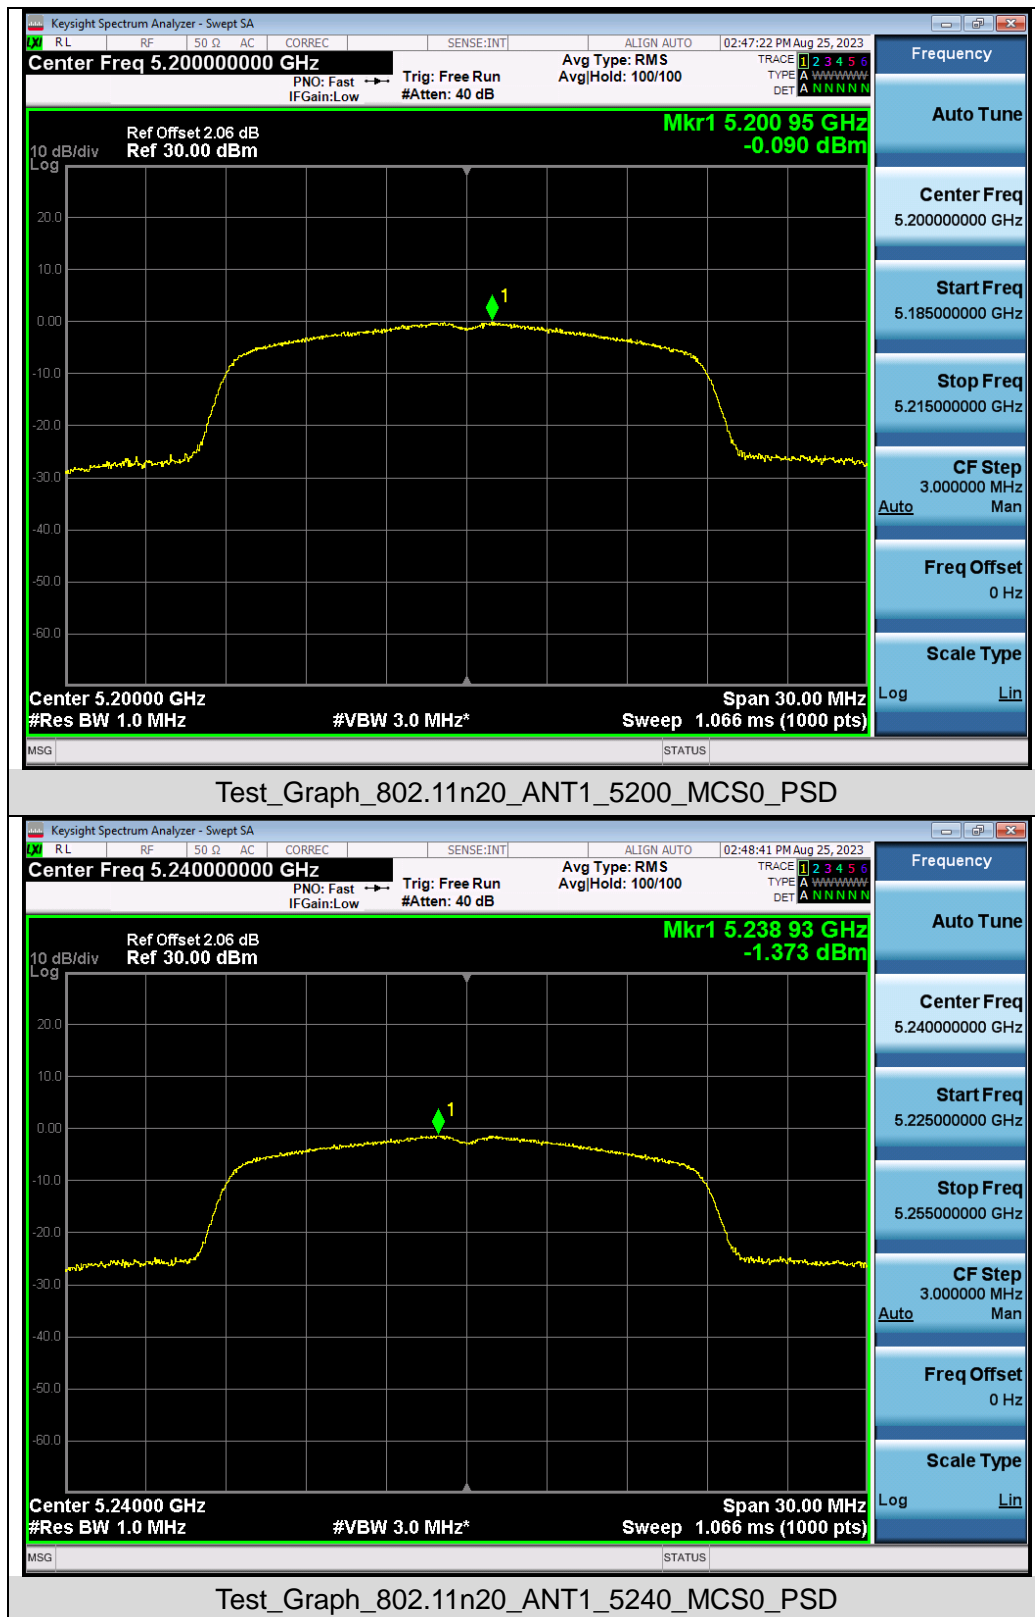 Keysight Spectrum Analyzer - Swept SA
LXI RL RF 50 Ω AC CORREC SENSE:INT ALIGN AUTO 02:47:22 PM Aug 25, 2023
Center Freq 5.200000000 GHz
PNO: Fast
IFGain:Low
Trig: Free Run
#Atten: 40 dB
Avg Type: RMS
Avg|Hold: 100/100
TRACE 1 2 3 4 5 6
TYPE A WWWWW
DET A N N N N N
Ref Offset 2.06 dB
10 dB/div Ref 30.00 dBm
Log
Mkr1 5.200 95 GHz
-0.090 dBm
20.0
10.0
0.00
-10.0
-20.0
-30.0
-40.0
-50.0
-60.0
1
Center 5.20000 GHz Span 30.00 MHz
#Res BW 1.0 MHz #VBW 3.0 MHz* Sweep 1.066 ms (1000 pts)
MSG STATUS
Frequency
Auto Tune
Center Freq
5.200000000 GHz
Start Freq
5.185000000 GHz
Stop Freq
5.215000000 GHz
CF Step
3.000000 MHz
Auto Man
Freq Offset
0 Hz
Scale Type
Log Lin
Test_Graph_802.11n20_ANT1_5200_MCS0_PSD
Keysight Spectrum Analyzer - Swept SA
LXI RL RF 50 Ω AC CORREC SENSE:INT ALIGN AUTO 02:48:41 PM Aug 25, 2023
Center Freq 5.240000000 GHz
PNO: Fast
IFGain:Low
Trig: Free Run
#Atten: 40 dB
Avg Type: RMS
Avg|Hold: 100/100
TRACE 1 2 3 4 5 6
TYPE A WWWWW
DET A N N N N N
Ref Offset 2.06 dB
10 dB/div Ref 30.00 dBm
Log
Mkr1 5.238 93 GHz
-1.373 dBm
20.0
10.0
0.00
-10.0
-20.0
-30.0
-40.0
-50.0
-60.0
1
Center 5.24000 GHz Span 30.00 MHz
#Res BW 1.0 MHz #VBW 3.0 MHz* Sweep 1.066 ms (1000 pts)
MSG STATUS
Frequency
Auto Tune
Center Freq
5.240000000 GHz
Start Freq
5.225000000 GHz
Stop Freq
5.255000000 GHz
CF Step
3.000000 MHz
Auto Man
Freq Offset
0 Hz
Scale Type
Log Lin
Test_Graph_802.11n20_ANT1_5240_MCS0_PSD